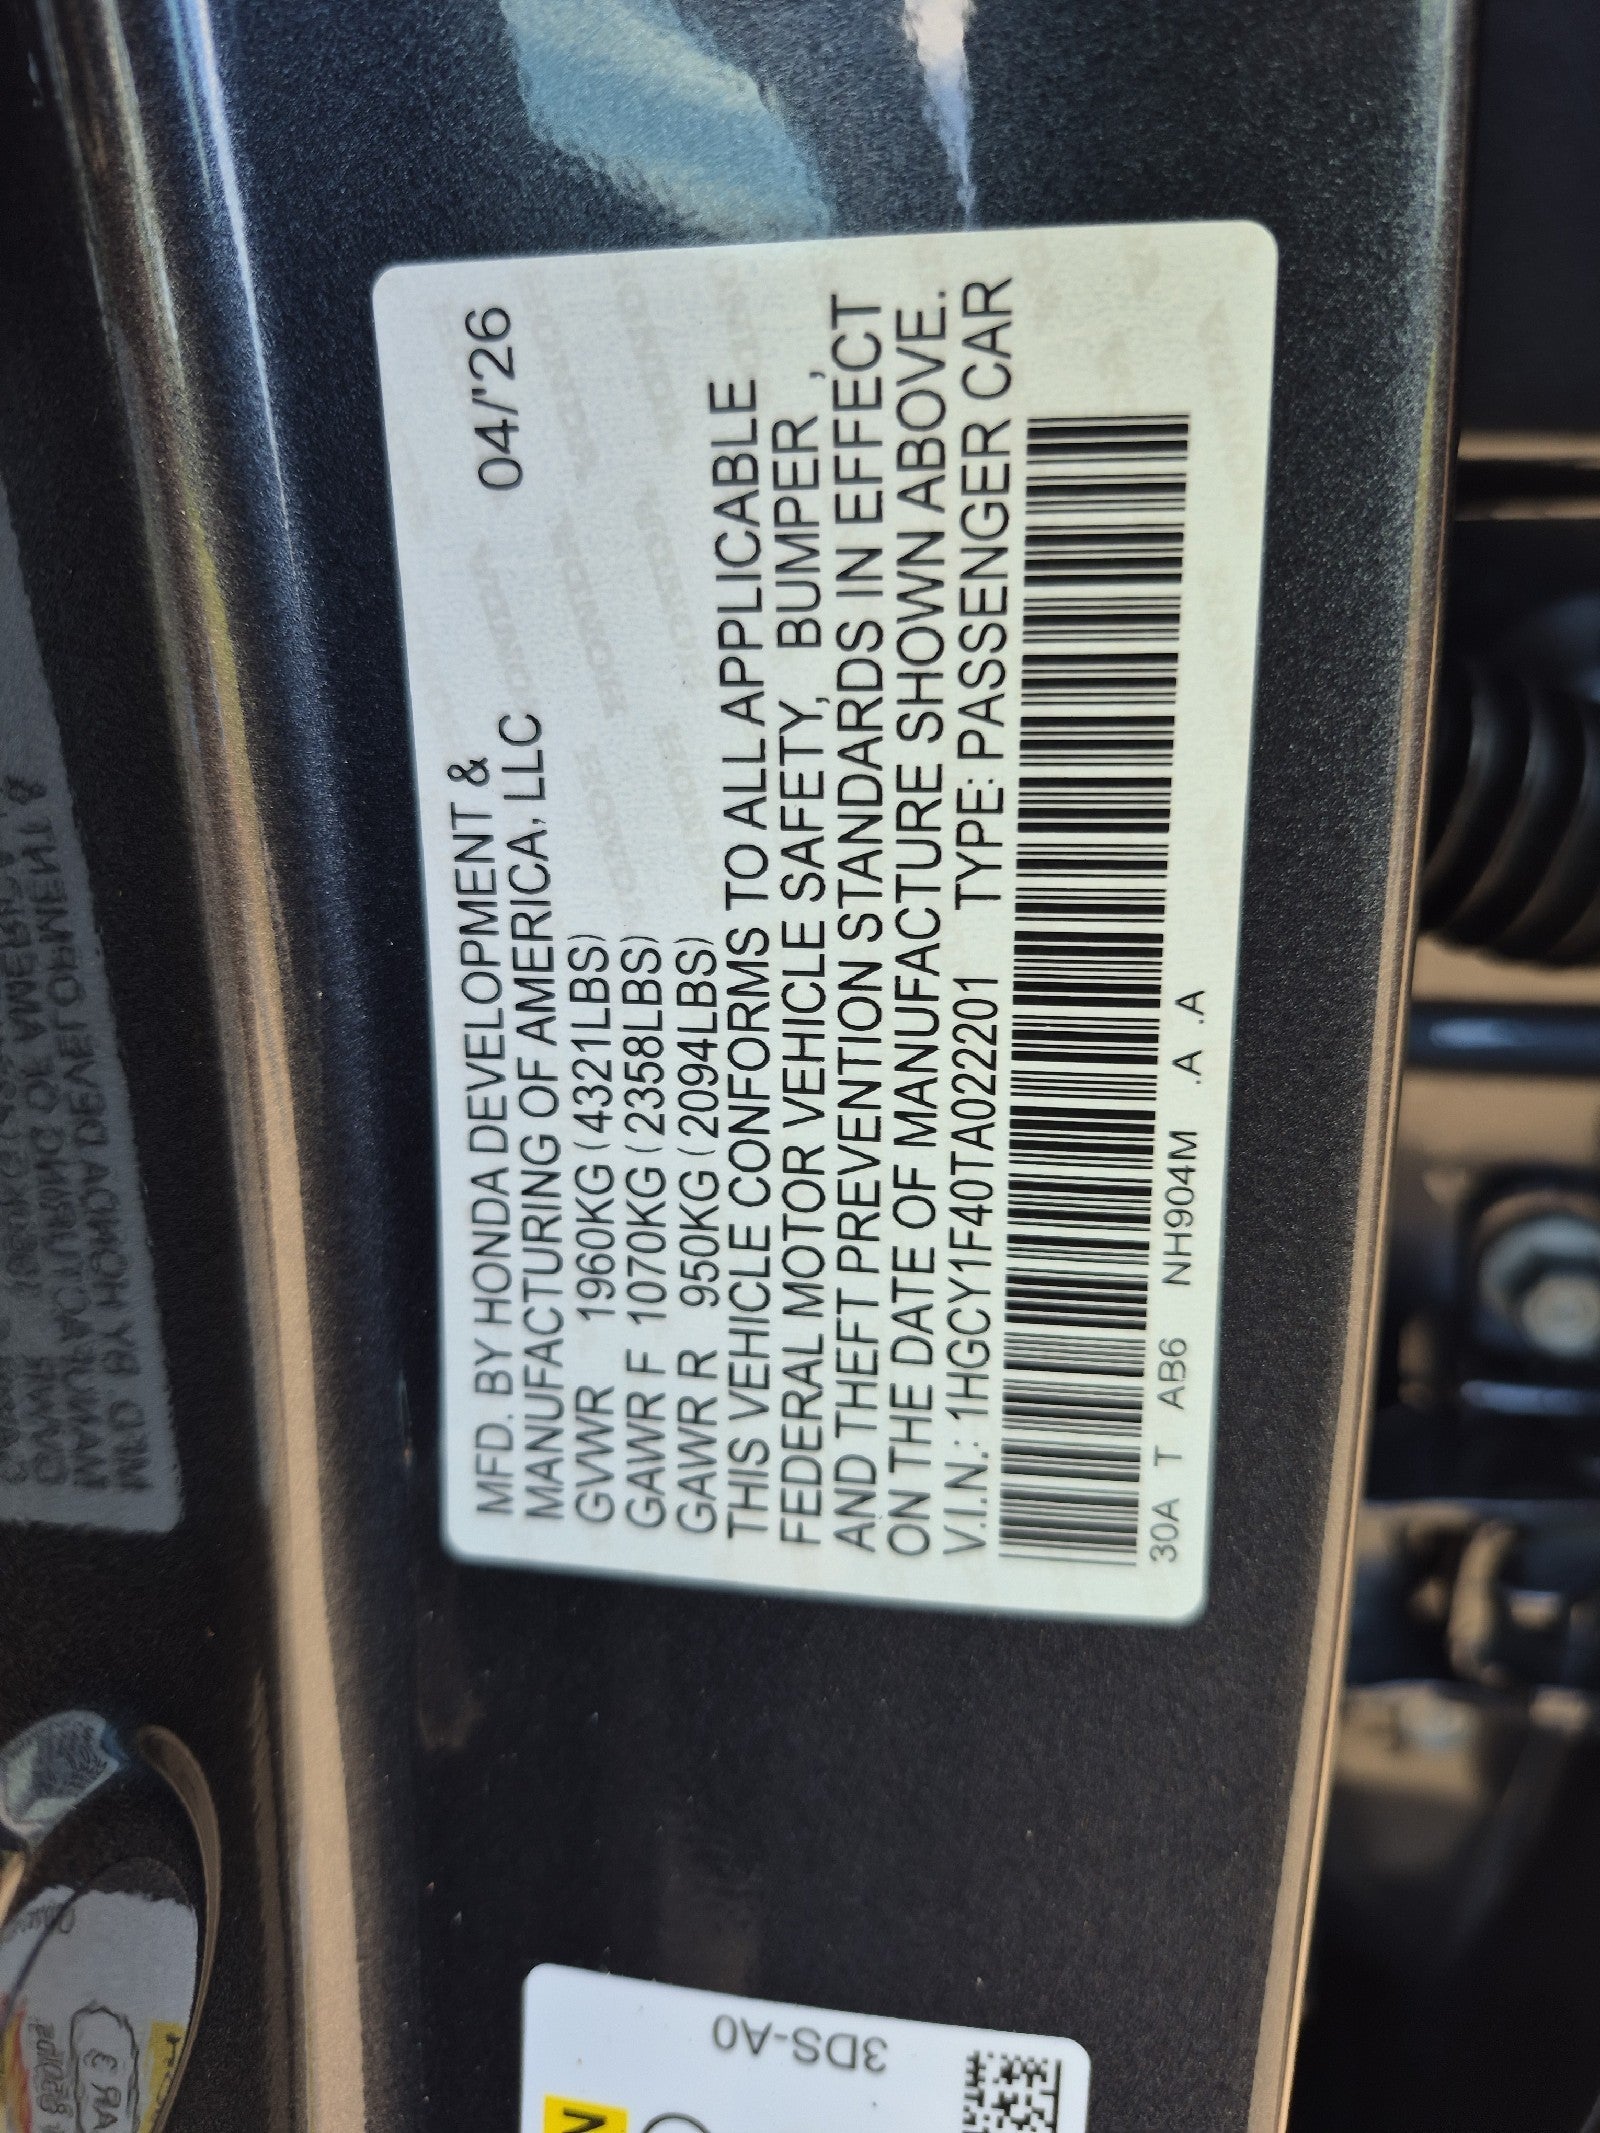 MFD. BY HONDA DEVELOPMENT &
MANUFACTURING OF AMERICA, LLC 04/'26
GVWR 1960KG (4321LBS)
GAWR F 1070KG (2358LBS)
GAWR R 950KG (2094LBS)
THIS VEHICLE CONFORMS TO ALL APPLICABLE
FEDERAL MOTOR VEHICLE SAFETY, BUMPER ,
AND THEFT PREVENTION STANDARDS IN EFFECT
ON THE DATE OF MANUFACTURE SHOWN ABOVE.
V.I.N.: 1HGCY1F40TA022201 TYPE: PASSENGER CAR
30A T AB6 NH904M .A .A
3DS-A0